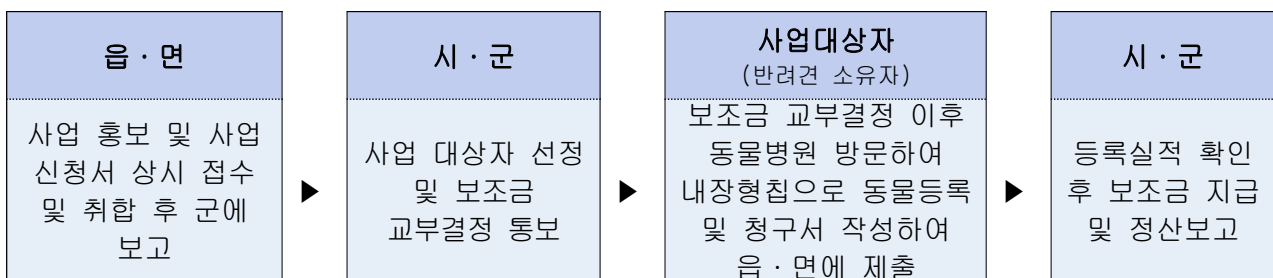 읍·면
사업 홍보 및 사업
신청서 상시 접수
및 취합 후 군에
보고
▶
시·군
사업 대상자 선정
및 보조금
교부결정 통보
▶
사업대상자
(반려견 소유자)
보조금 교부결정 이후
동물병원 방문하여
내장형칩으로 동물등록
및 청구서 작성하여
읍·면에 제출
▶
시·군
등록실적 확인
후 보조금 지급
및 정산보고